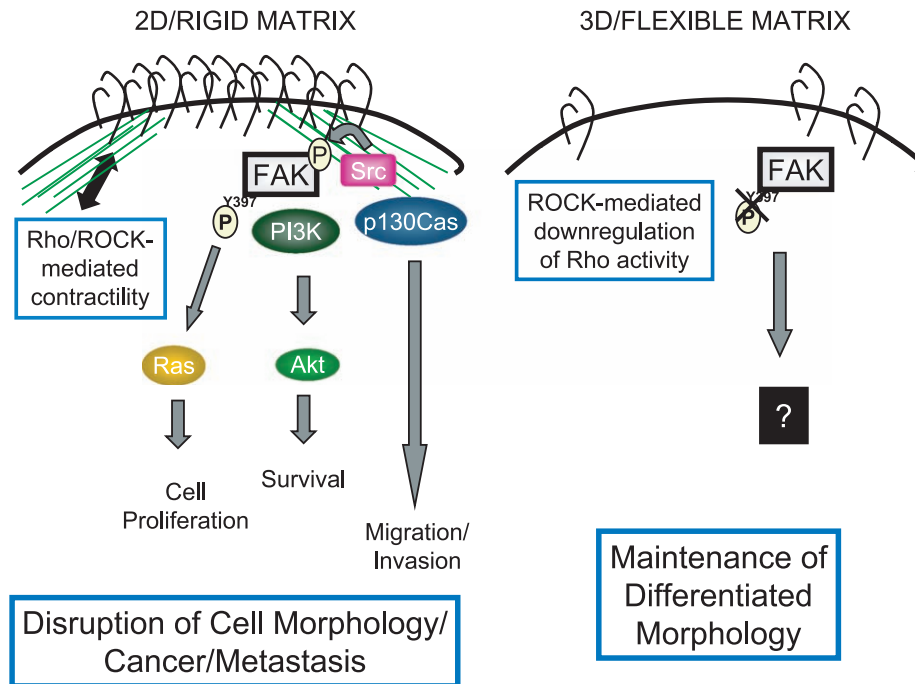 2D/RIGID MATRIX
P
FAK
Src
Y397
P
PI3K
p130Cas
Rho/ROCK-
mediated
contractility
Ras
Akt
Cell
Proliferation
Survival
Migration/
Invasion
Disruption of Cell Morphology/
Cancer/Metastasis
3D/FLEXIBLE MATRIX
FAK
Y397
P
ROCK-mediated
downregulation
of Rho activity
?
Maintenance of
Differentiated
Morphology